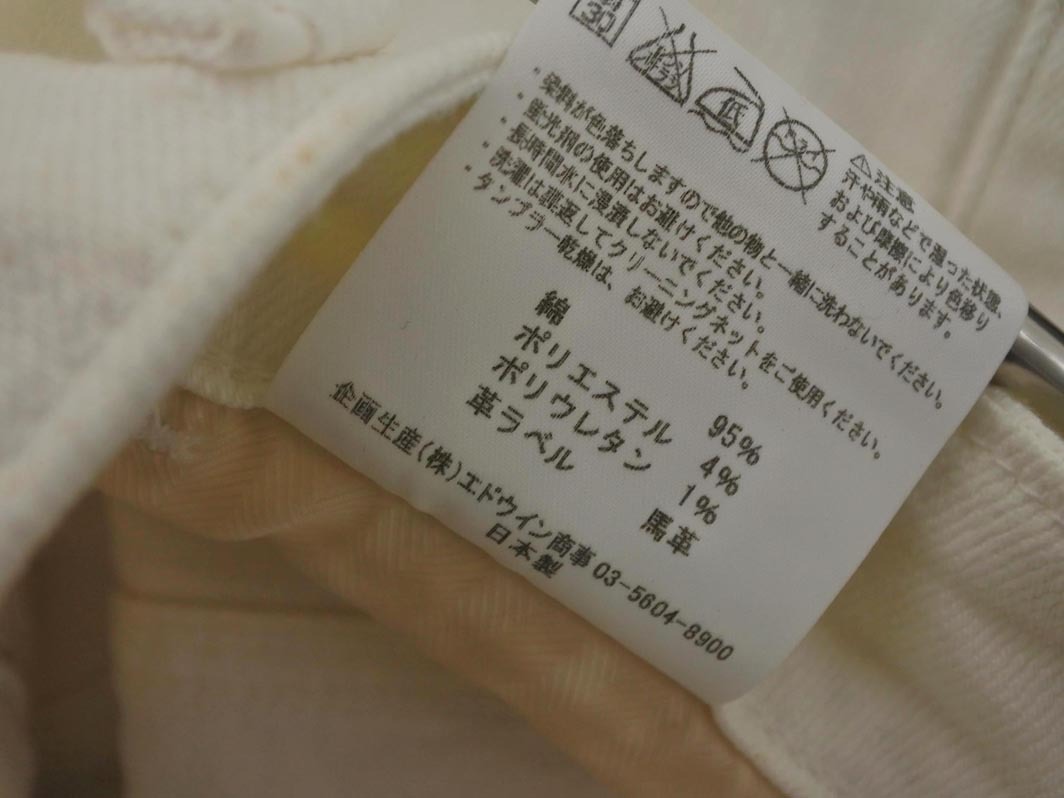 30
エンソ
サラシ
低
⚠注意
汗や雨などで湿った状態、
および摩擦により色移り
することがあります。
・染料が色落ちしますので他の物と一緒に洗わないでください。
・蛍光剤の使用はお避けください。
・長時間水に浸漬しないでください。
・洗濯は裏返してクリーニングネットをご使用ください。
・タンブラー乾燥は、お避けください。
綿 95%
ポリエステル 4%
ポリウレタン 1%
革ラベル 馬革
企画生産(株)エドウイン商事 03-5604-8900
日本製